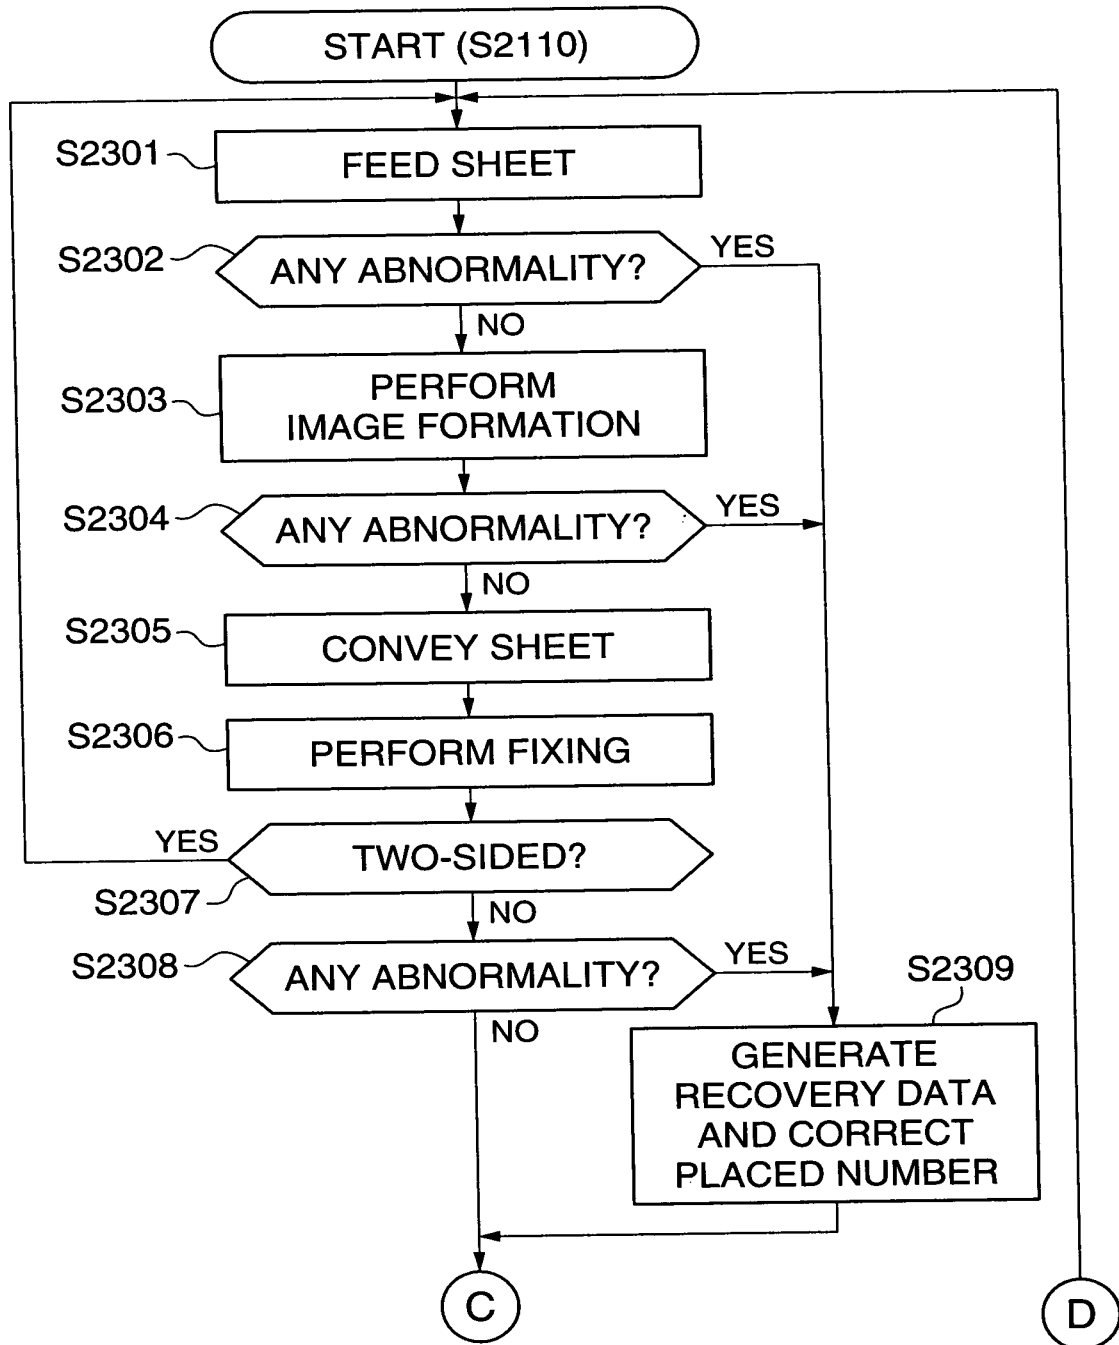 START (S2110)
S2301
FEED SHEET
S2302
ANY ABNORMALITY?
YES
NO
S2303
PERFORM
IMAGE FORMATION
S2304
ANY ABNORMALITY?
YES
NO
S2305
CONVEY SHEET
S2306
PERFORM FIXING
YES
TWO-SIDED?
S2307
NO
S2308
ANY ABNORMALITY?
YES
NO
S2309
GENERATE
RECOVERY DATA
AND CORRECT
PLACED NUMBER
C
D